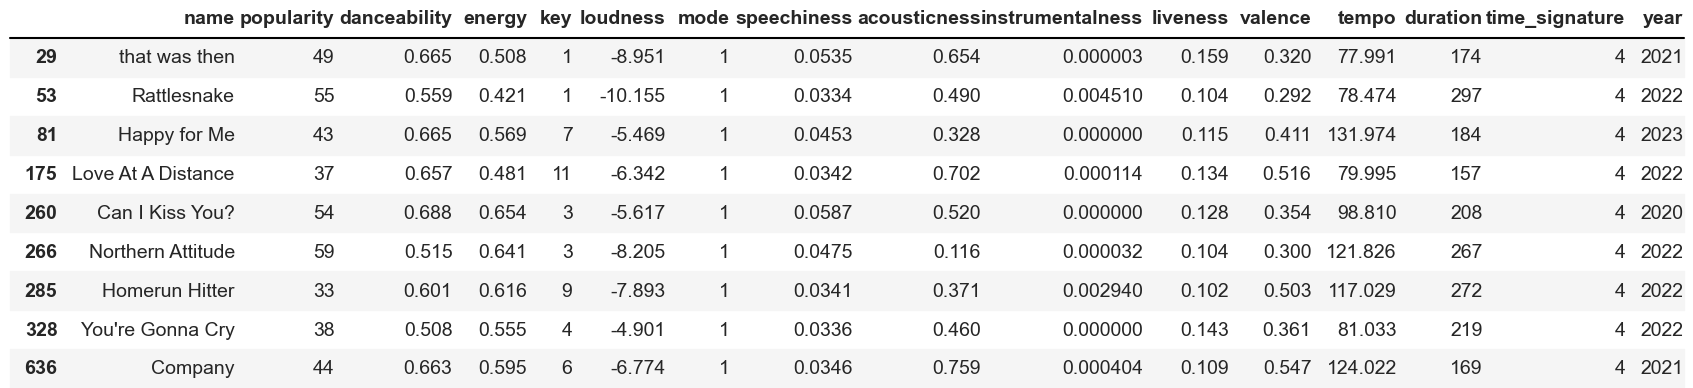 name popularity danceability energy key loudness mode speechiness acousticness instrumentalness liveness valence tempo duration time_signature year
29 that was then 49 0.665 0.508 1 -8.951 1 0.0535 0.654 0.000003 0.159 0.320 77.991 174 4 2021
53 Rattlesnake 55 0.559 0.421 1 -10.155 1 0.0334 0.490 0.004510 0.104 0.292 78.474 297 4 2022
81 Happy for Me 43 0.665 0.569 7 -5.469 1 0.0453 0.328 0.000000 0.115 0.411 131.974 184 4 2023
175 Love At A Distance 37 0.657 0.481 11 -6.342 1 0.0342 0.702 0.000114 0.134 0.516 79.995 157 4 2022
260 Can I Kiss You? 54 0.688 0.654 3 -5.617 1 0.0587 0.520 0.000000 0.128 0.354 98.810 208 4 2020
266 Northern Attitude 59 0.515 0.641 3 -8.205 1 0.0475 0.116 0.000032 0.104 0.300 121.826 267 4 2022
285 Homerun Hitter 33 0.601 0.616 9 -7.893 1 0.0341 0.371 0.002940 0.102 0.503 117.029 272 4 2022
328 You're Gonna Cry 38 0.508 0.555 4 -4.901 1 0.0336 0.460 0.000000 0.143 0.361 81.033 219 4 2022
636 Company 44 0.663 0.595 6 -6.774 1 0.0346 0.759 0.000404 0.109 0.547 124.022 169 4 2021